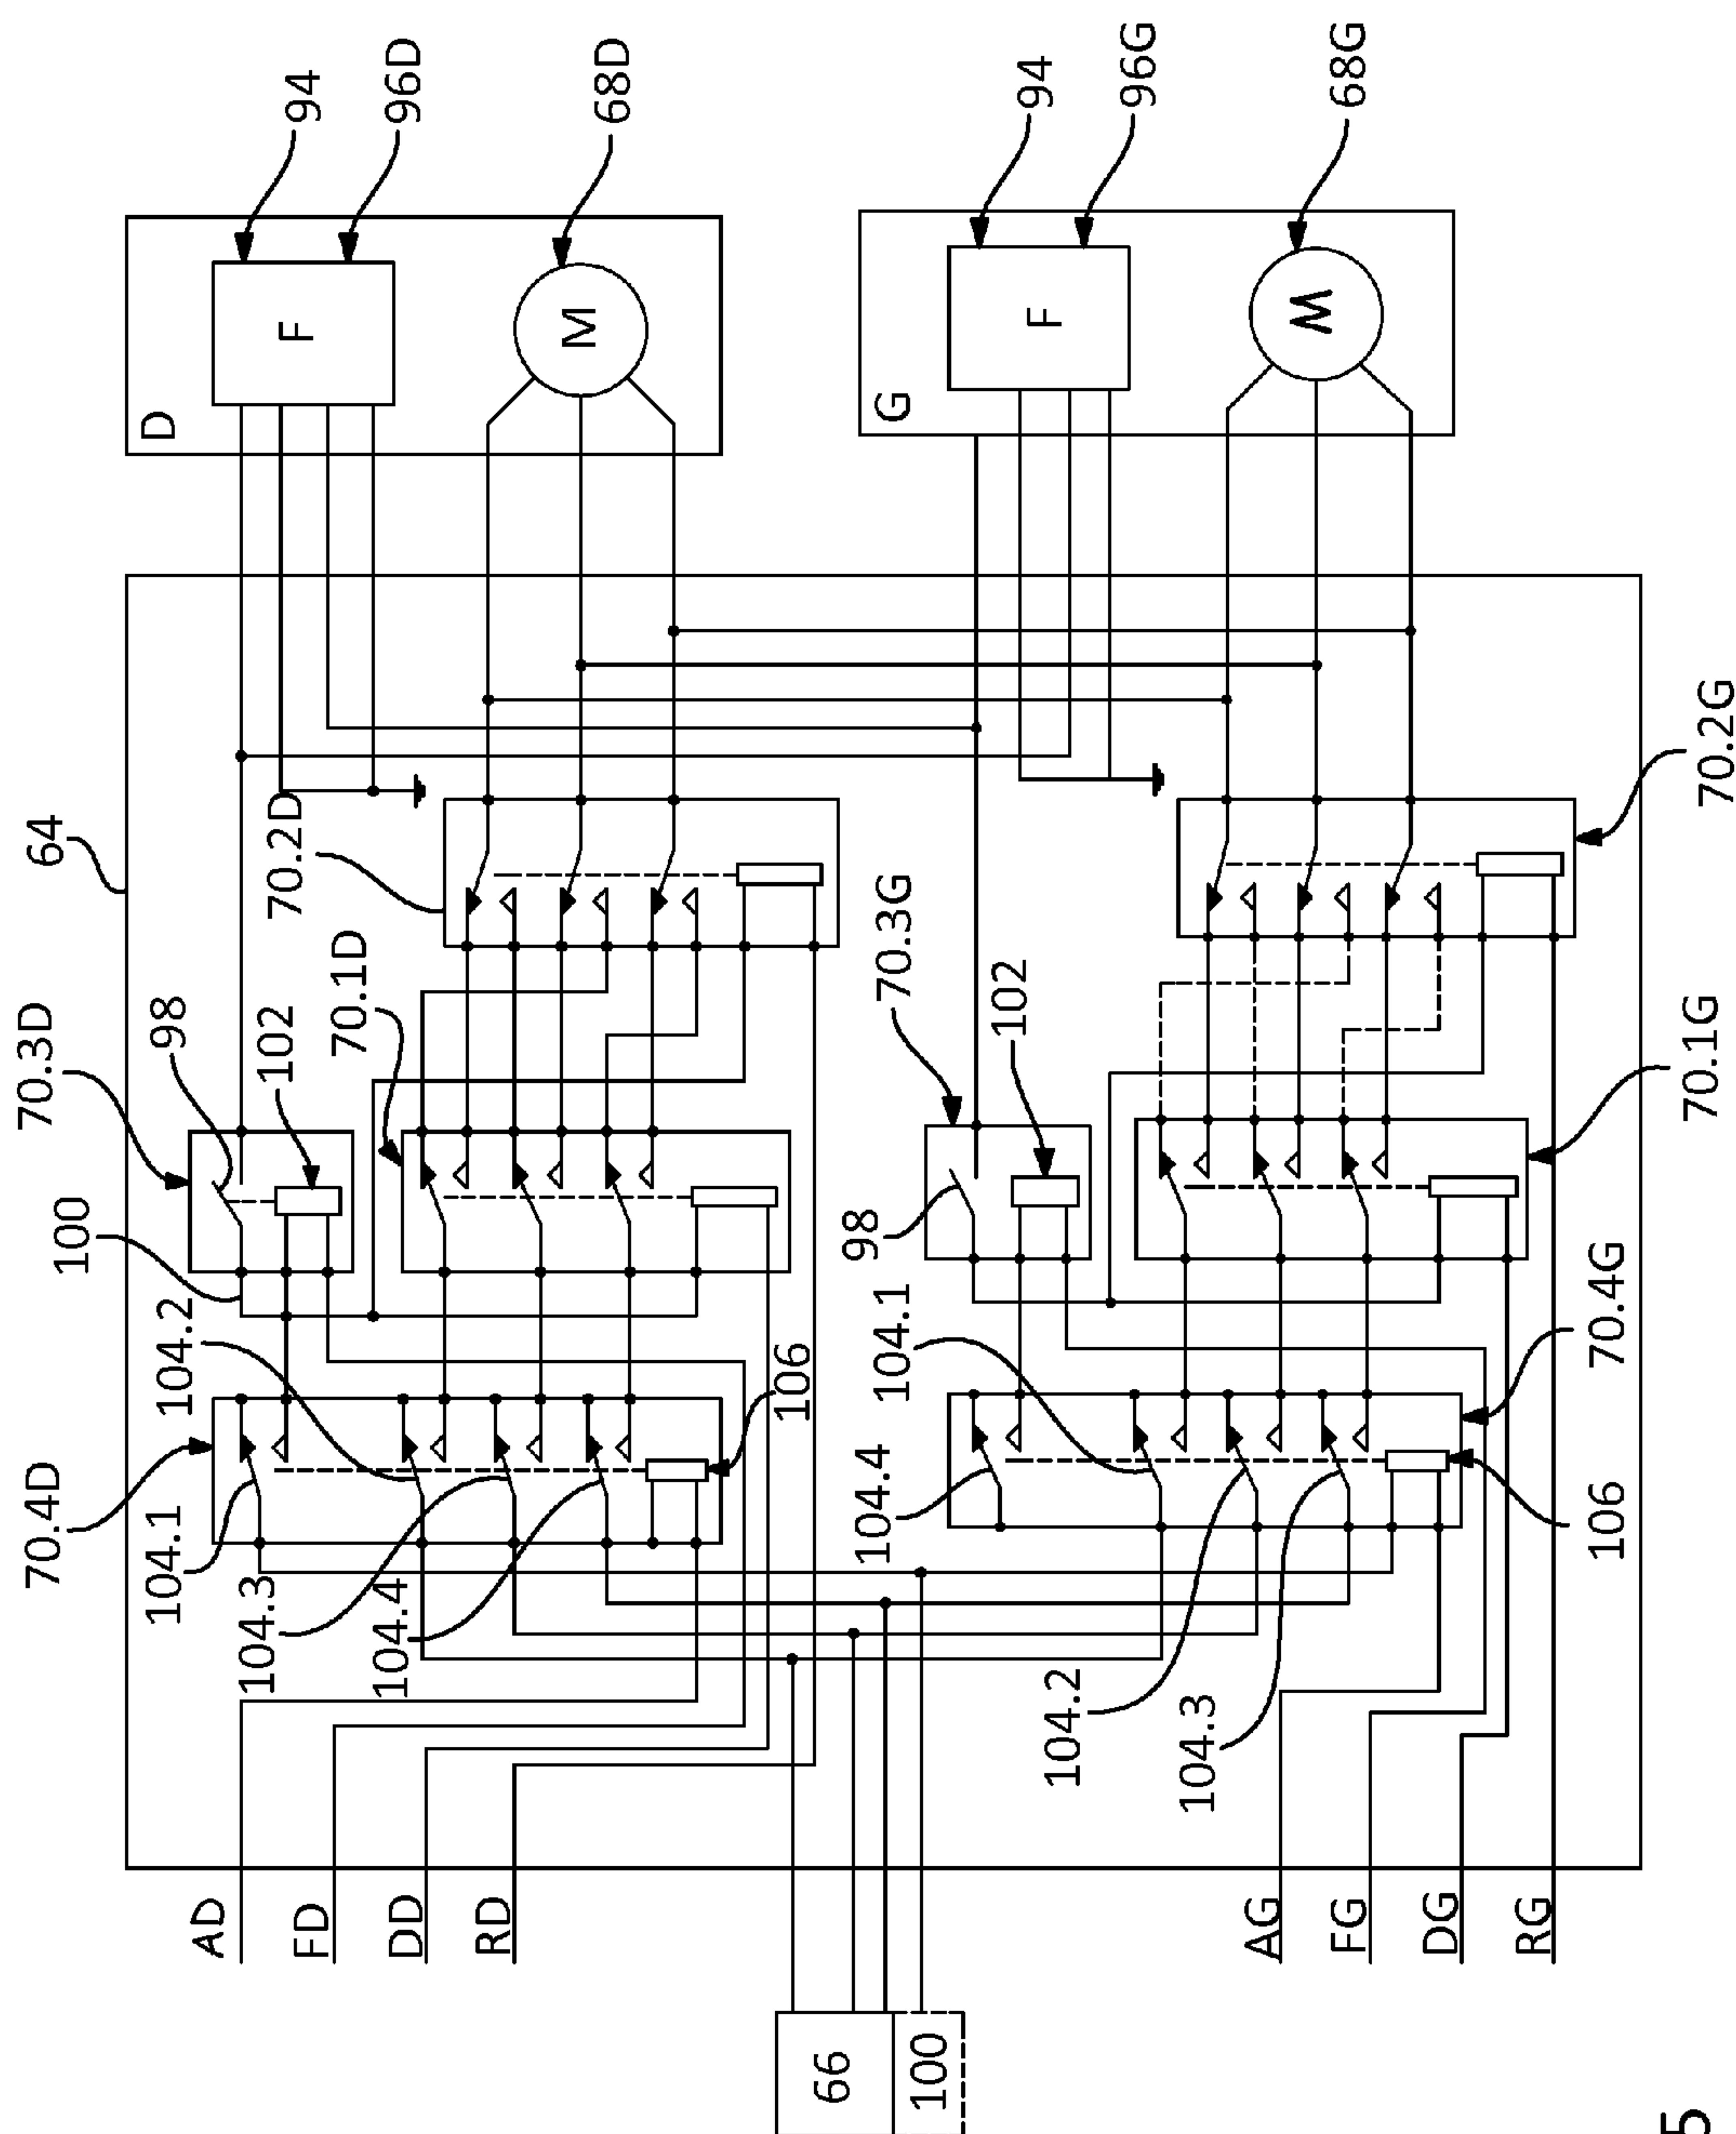 94
96D
68D
94
96G
68G
D
F
M
G
F
M
64
70.2D
70.2G
70.3D
98
102
70.1D
70.3G
102
70.1G
100
104.2
98
104.1
70.4G
106
70.4D
104.1
104.3
104.4
104.4
106
104.2
104.3
AD
FD
DD
RD
AG
FG
DG
RG
66
100
5